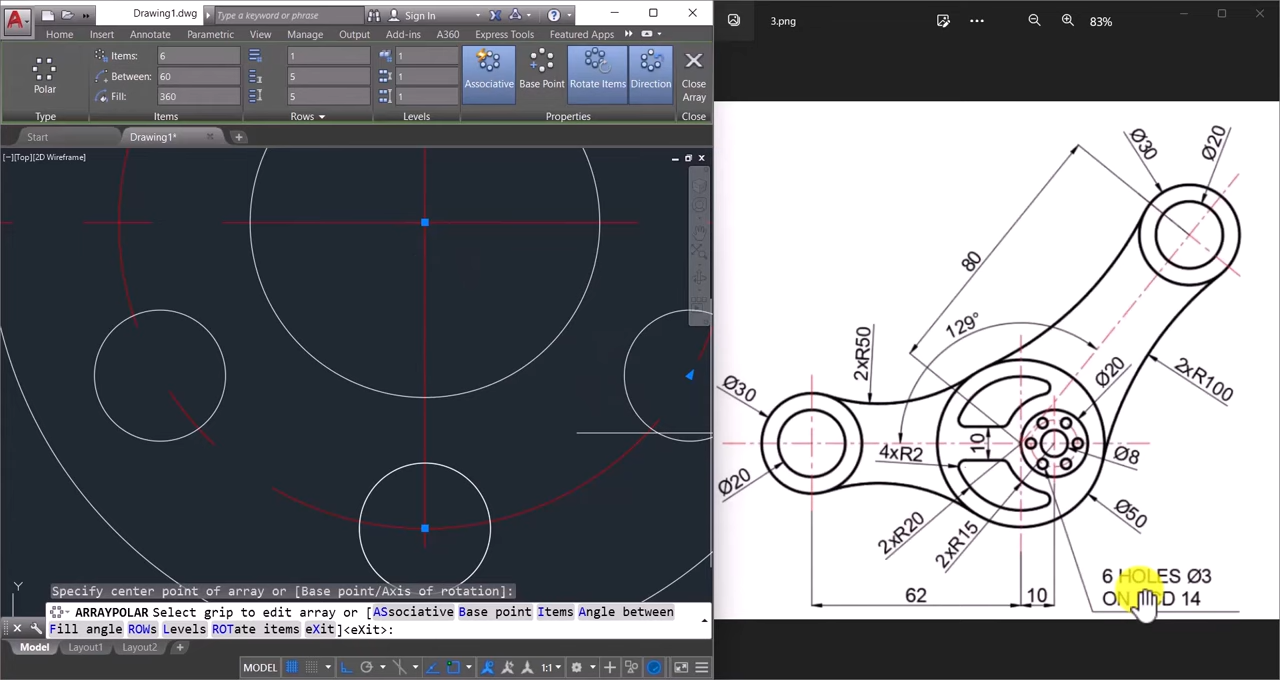 Drawing1.dwg
Type a keyword or phrase
Sign In
3.png
83%
Home Insert Annotate Parametric View Manage Output Add-ins A360 Express Tools Featured Apps
Items: 6
Between: 60
Fill: 360
1
5
5
1
1
1
Polar
Associative Base Point Rotate Items Direction Close Array
Type Items Rows Levels Properties Close
Start Drawing1*
[−][Top][2D Wireframe]
Y
Specify center point of array or [Base point/Axis of rotation]:
ARRAYPOLAR Select grip to edit array or [ASsociative Base point Items Angle between
Fill angle ROWs Levels ROTate items eXit]<eXit>:
Model Layout1 Layout2
MODEL 1:1
Ø30
Ø20
80
129°
2xR50
Ø20
2xR100
Ø30
10
4xR2
Ø8
Ø20
Ø50
2xR20
2xR15
6 HOLES Ø3
62
10
14